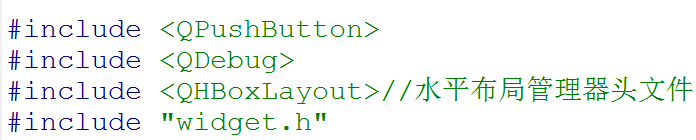 #include <QPushButton>
#include <QDebug>
#include <QHBoxLayout>//水平布局管理器头文件
#include "widget.h"